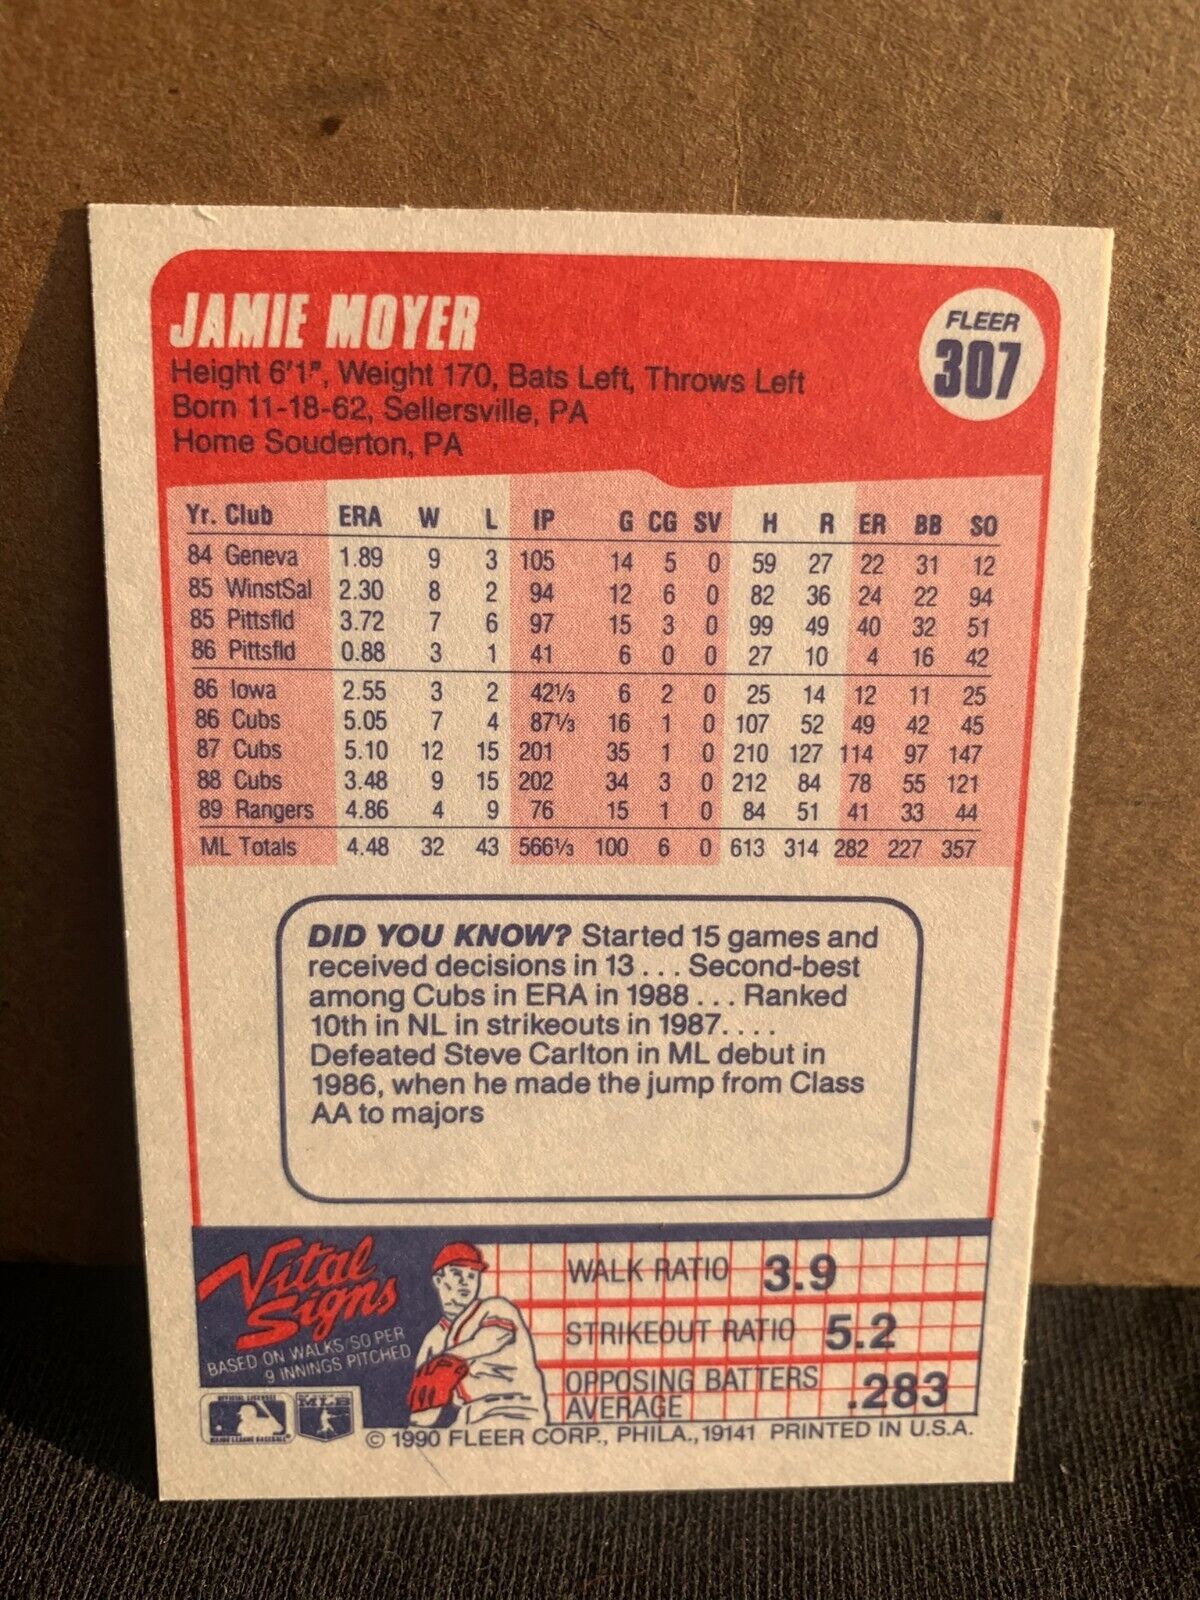 JAMIE MOYER
FLEER
307
Height 6'1", Weight 170, Bats Left, Throws Left
Born 11-18-62, Sellersville, PA
Home Souderton, PA
Yr. Club ERA W L IP G CG SV H R ER BB SO
84 Geneva 1.89 9 3 105 14 5 0 59 27 22 31 12
85 WinstSal 2.30 8 2 94 12 6 0 82 36 24 22 94
85 Pittsfld 3.72 7 6 97 15 3 0 99 49 40 32 51
86 Pittsfld 0.88 3 1 41 6 0 0 27 10 4 16 42
86 Iowa 2.55 3 2 42⅓ 6 2 0 25 14 12 11 25
86 Cubs 5.05 7 4 87⅓ 16 1 0 107 52 49 42 45
87 Cubs 5.10 12 15 201 35 1 0 210 127 114 97 147
88 Cubs 3.48 9 15 202 34 3 0 212 84 78 55 121
89 Rangers 4.86 4 9 76 15 1 0 84 51 41 33 44
ML Totals 4.48 32 43 566⅓ 100 6 0 613 314 282 227 357
DID YOU KNOW? Started 15 games and
received decisions in 13 . . . Second-best
among Cubs in ERA in 1988 . . . Ranked
10th in NL in strikeouts in 1987. . . .
Defeated Steve Carlton in ML debut in
1986, when he made the jump from Class
AA to majors
Vital
Signs
BASED ON WALKS/SO PER
9 INNINGS PITCHED
WALK RATIO 3.9
STRIKEOUT RATIO 5.2
OPPOSING BATTERS
AVERAGE .283
OFFICIAL LICENSEE
MAJOR LEAGUE BASEBALL
MLB
© 1990 FLEER CORP., PHILA., 19141 PRINTED IN U.S.A.